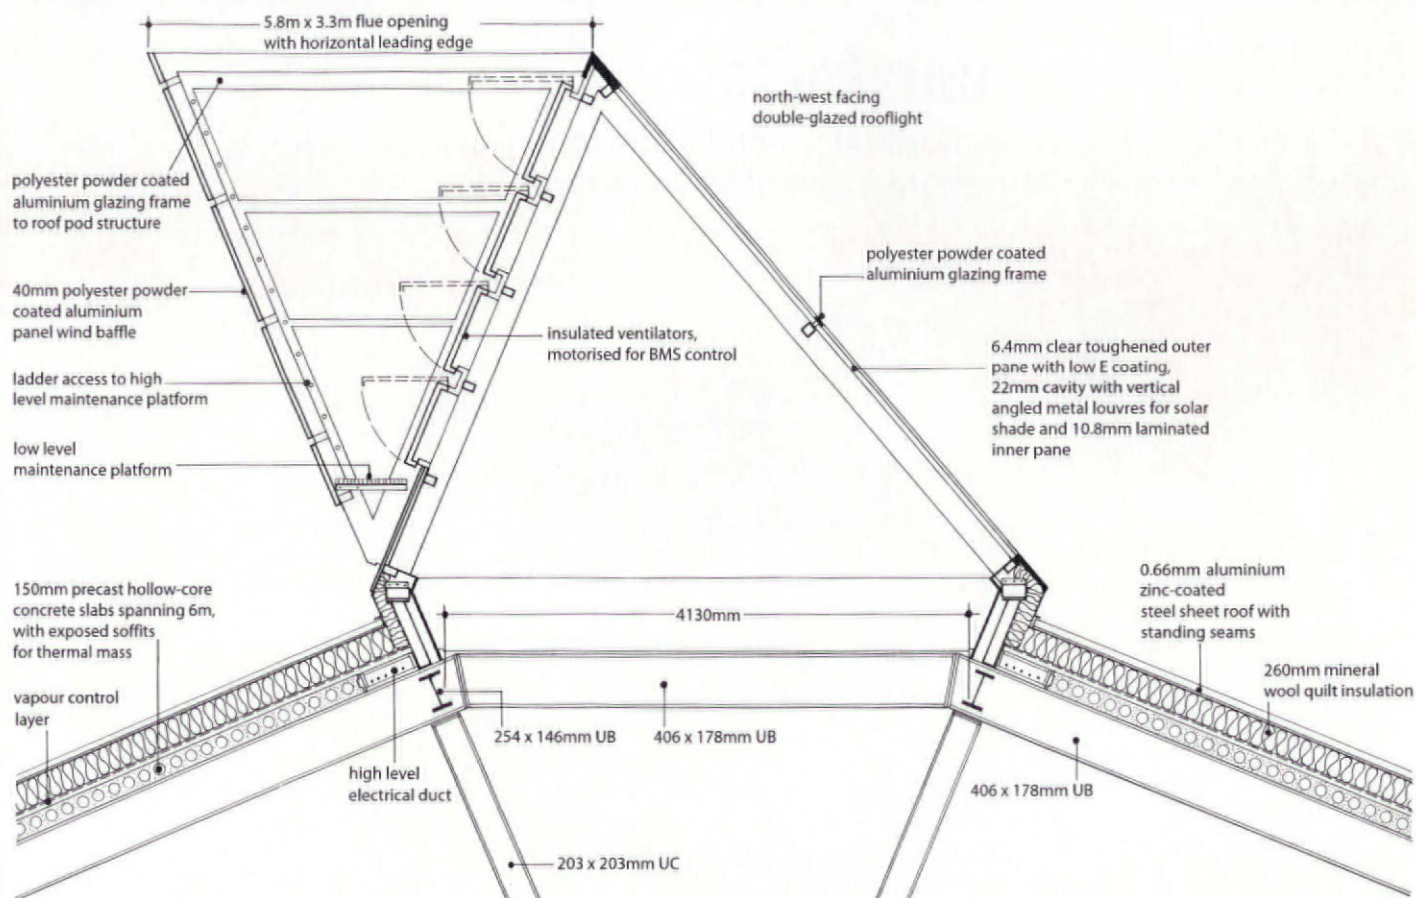 5.8m x 3.3m flue opening
with horizontal leading edge
north-west facing
double-glazed rooflight
polyester powder coated
aluminium glazing frame
to roof pod structure
polyester powder coated
aluminium glazing frame
40mm polyester powder
coated aluminium
panel wind baffle
insulated ventilators,
motorised for BMS control
6.4mm clear toughened outer
pane with low E coating,
22mm cavity with vertical
angled metal louvres for solar
shade and 10.8mm laminated
inner pane
ladder access to high
level maintenance platform
low level
maintenance platform
150mm precast hollow-core
concrete slabs spanning 6m,
with exposed soffits
for thermal mass
4130mm
0.66mm aluminium
zinc-coated
steel sheet roof with
standing seams
260mm mineral
wool quilt insulation
vapour control
layer
254 x 146mm UB
406 x 178mm UB
high level
electrical duct
406 x 178mm UB
203 x 203mm UC